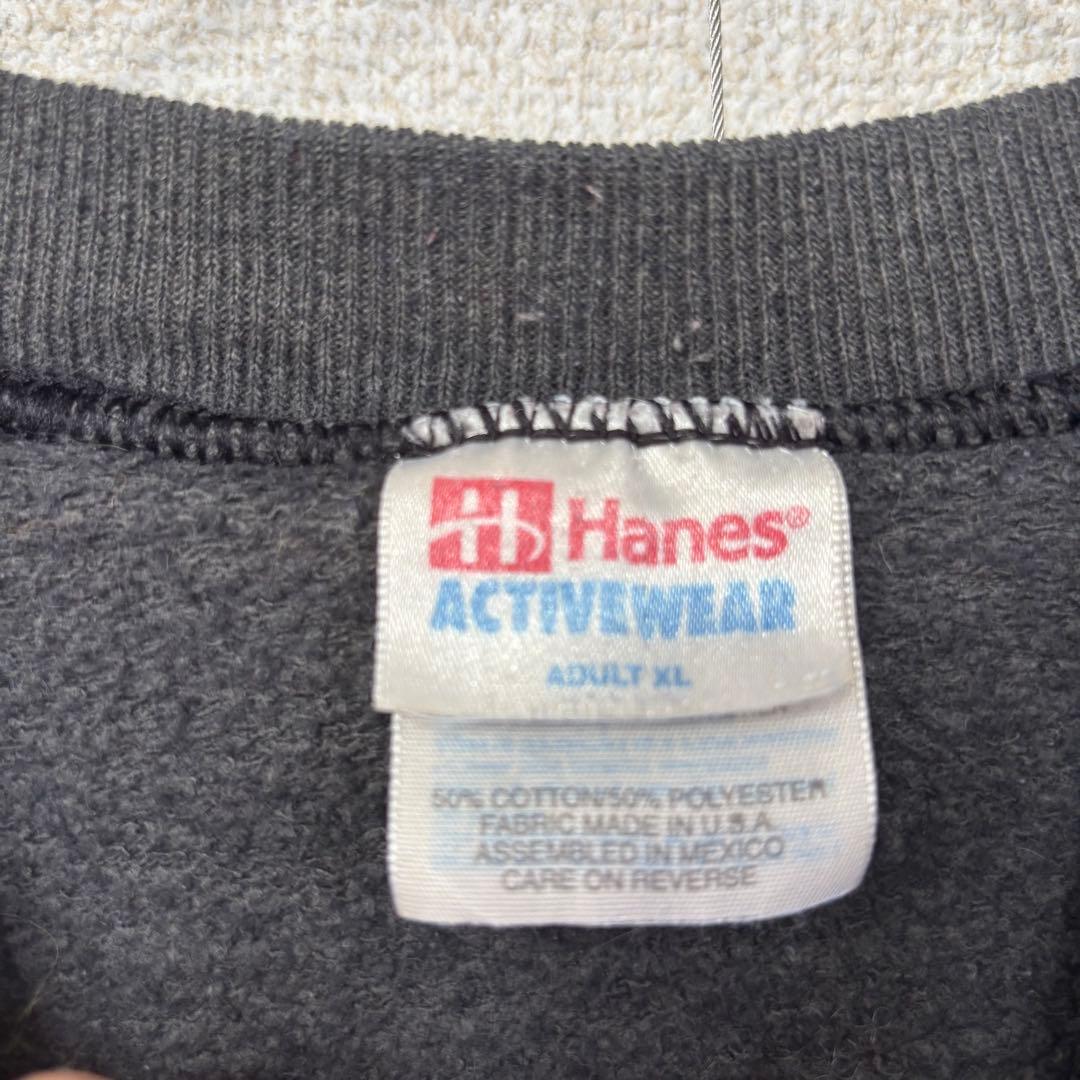 H Hanes®
ACTIVEWEAR
ADULT XL
50% COTTON/50% POLYESTER
FABRIC MADE IN U.S.A.
ASSEMBLED IN MEXICO
CARE ON REVERSE